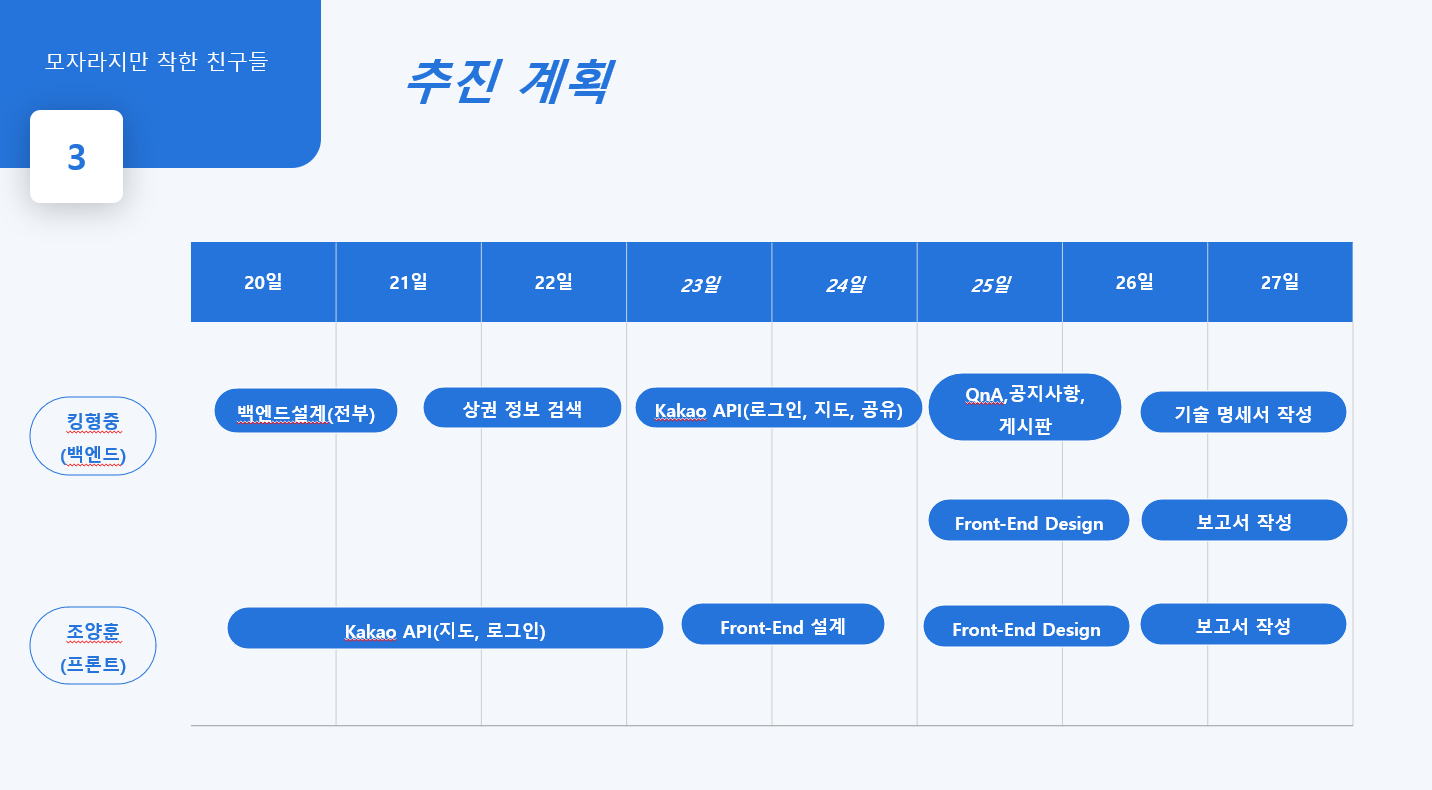 모자라지만 착한 친구들
추진 계획
3
20일 21일 22일 23일 24일 25일 26일 27일
킹형중
(백엔드)
백엔드설계(전부)
상권 정보 검색
Kakao API(로그인, 지도, 공유)
QnA,공지사항,
게시판
기술 명세서 작성
Front-End Design
보고서 작성
조양훈
(프론트)
Kakao API(지도, 로그인)
Front-End 설계
Front-End Design
보고서 작성